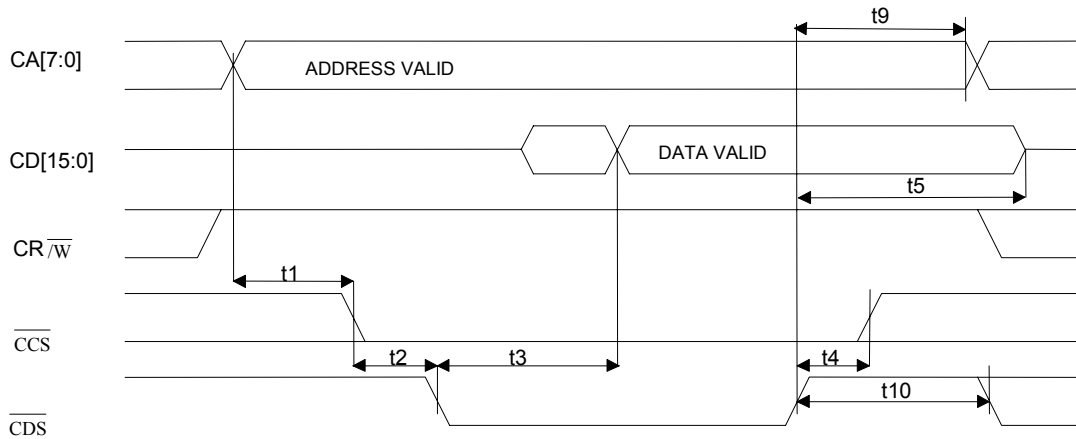 t9
CA[7:0]
ADDRESS VALID
CD[15:0]
DATA VALID
t5
CR /W
t1
CCS
t2
t3
t4
t10
CDS